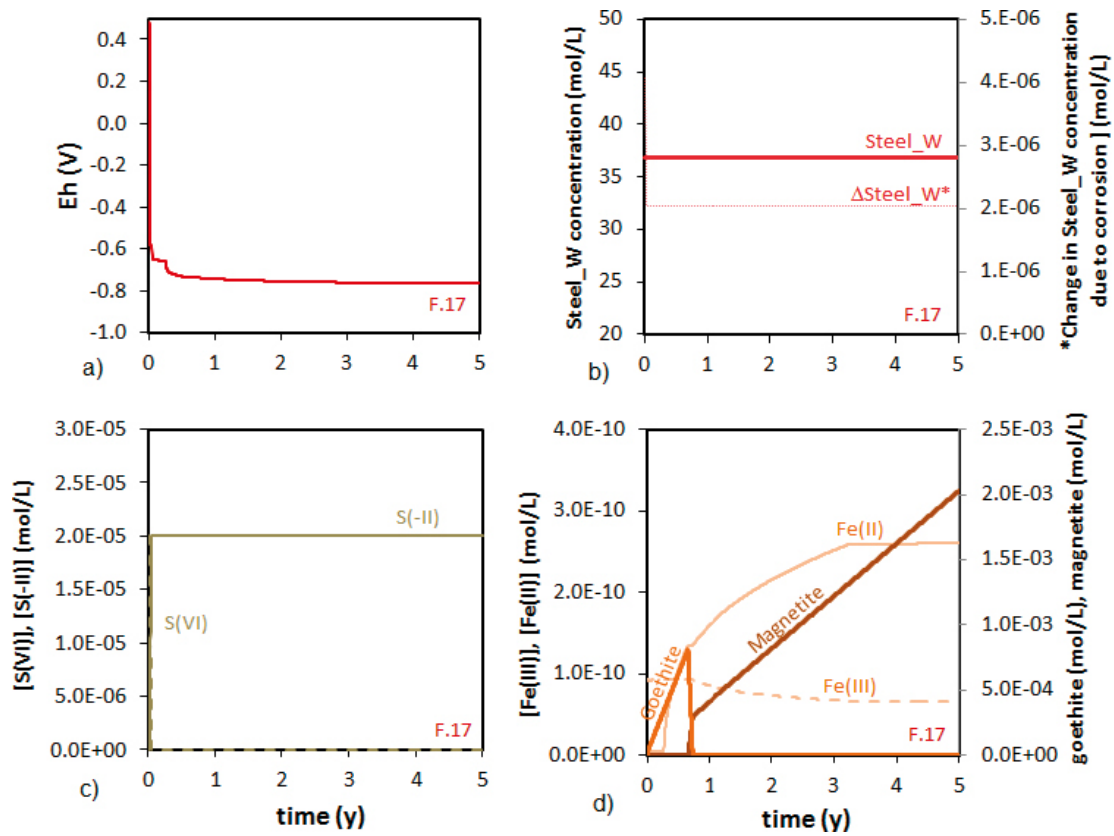 0.4
0.2
0.0
-0.2
-0.4
-0.6
-0.8
-1.0
Eh (V)
F.17
0 1 2 3 4 5
a)
50
45
40
35
30
25
20
Steel_W concentration (mol/L)
Steel_W
ΔSteel_W*
F.17
5.E-06
4.E-06
3.E-06
2.E-06
1.E-06
0.E+00
*Change in Steel_W concentration
due to corrosion ] (mol/L)
0 1 2 3 4 5
b)
3.0E-05
2.5E-05
2.0E-05
1.5E-05
1.0E-05
5.0E-06
0.0E+00
[S(VI)], [S(-II)] (mol/L)
S(-II)
S(VI)
F.17
0 1 2 3 4 5
c)
time (y)
4.0E-10
3.0E-10
2.0E-10
1.0E-10
0.0E+00
[Fe(III)], [Fe(II)] (mol/L)
Fe(II)
Magnetite
Goethite
Fe(III)
F.17
2.5E-03
2.0E-03
1.5E-03
1.0E-03
5.0E-04
0.0E+00
goethite (mol/L), magnetite (mol/L)
0 1 2 3 4 5
d)
time (y)